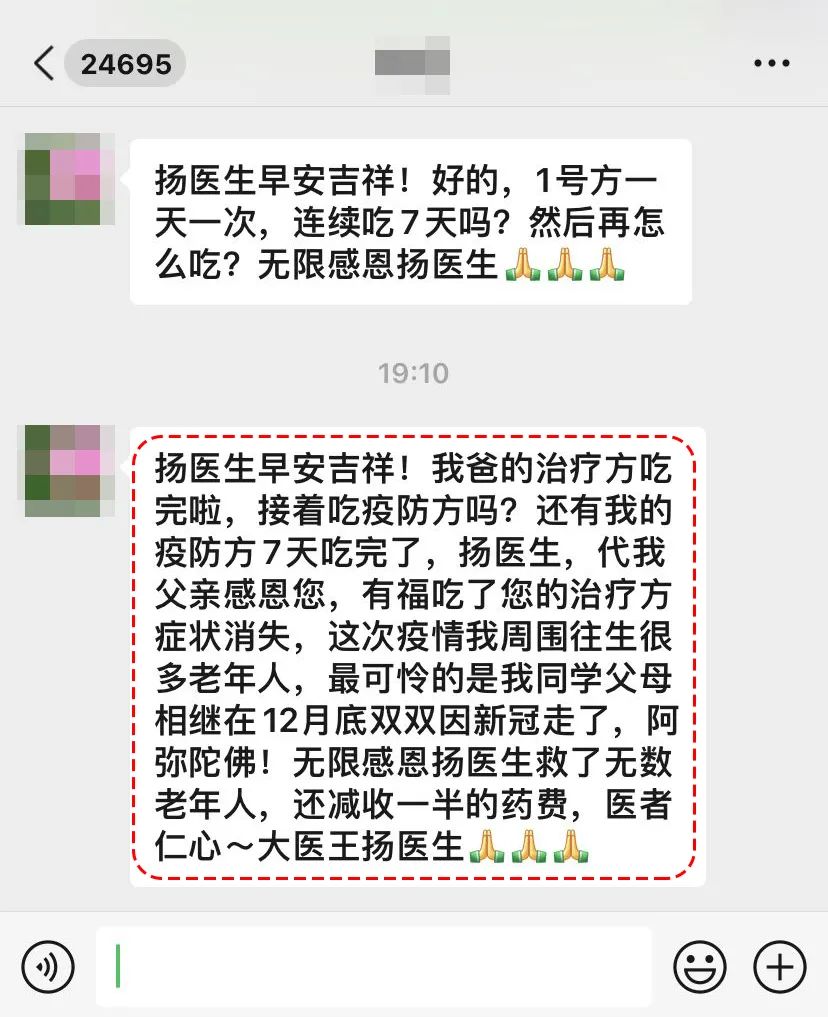 24695
扬医生早安吉祥！好的，1号方一
天一次，连续吃7天吗？然后再怎
么吃？无限感恩扬医生🙏🙏🙏
19:10
扬医生早安吉祥！我爸的治疗方吃
完啦，接着吃疫防方吗？还有我的
疫防方7天吃完了，扬医生，代我
父亲感恩您，有福吃了您的治疗方
症状消失，这次疫情我周围往生很
多老年人，最可怜的是我同学父母
相继在12月底双双因新冠走了，阿
弥陀佛！无限感恩扬医生救了无数
老年人，还减收一半的药费，医者
仁心～大医王扬医生🙏🙏🙏